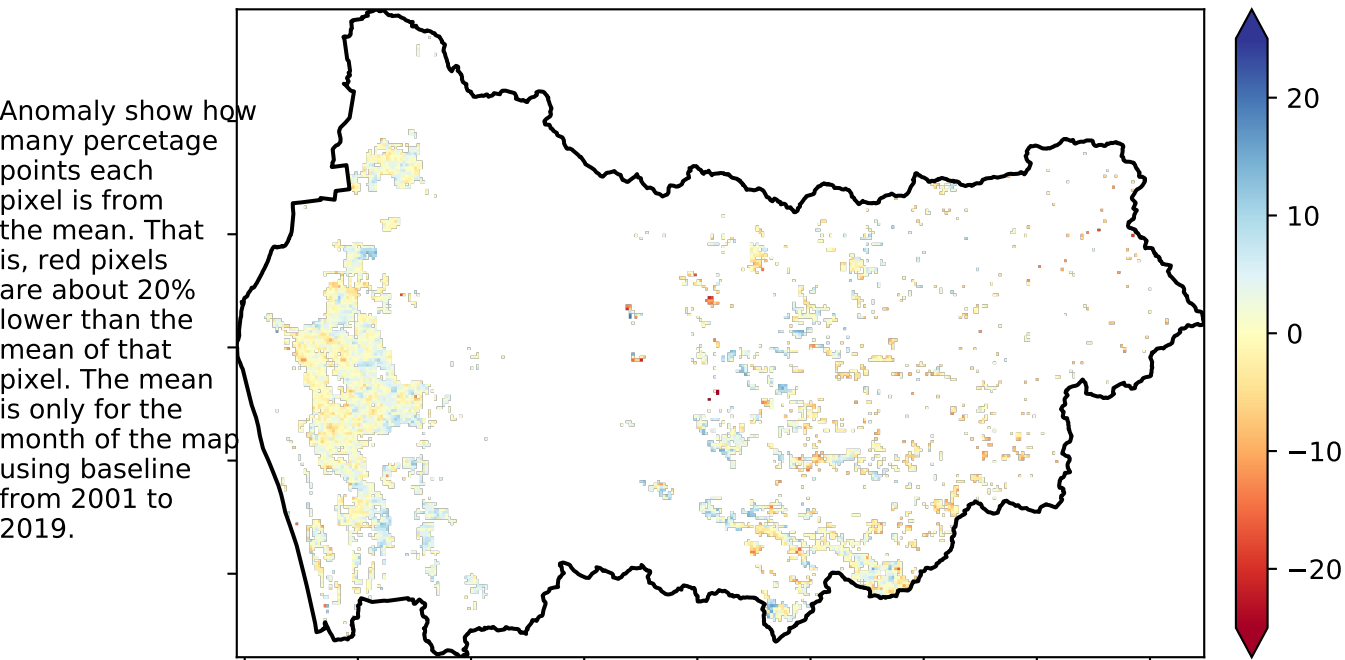 Anomaly show how
many percetage
points each
pixel is from
the mean. That
is, red pixels
are about 20%
lower than the
mean of that
pixel. The mean
is only for the
month of the map
using baseline
from 2001 to
2019.
20
10
0
−10
−20